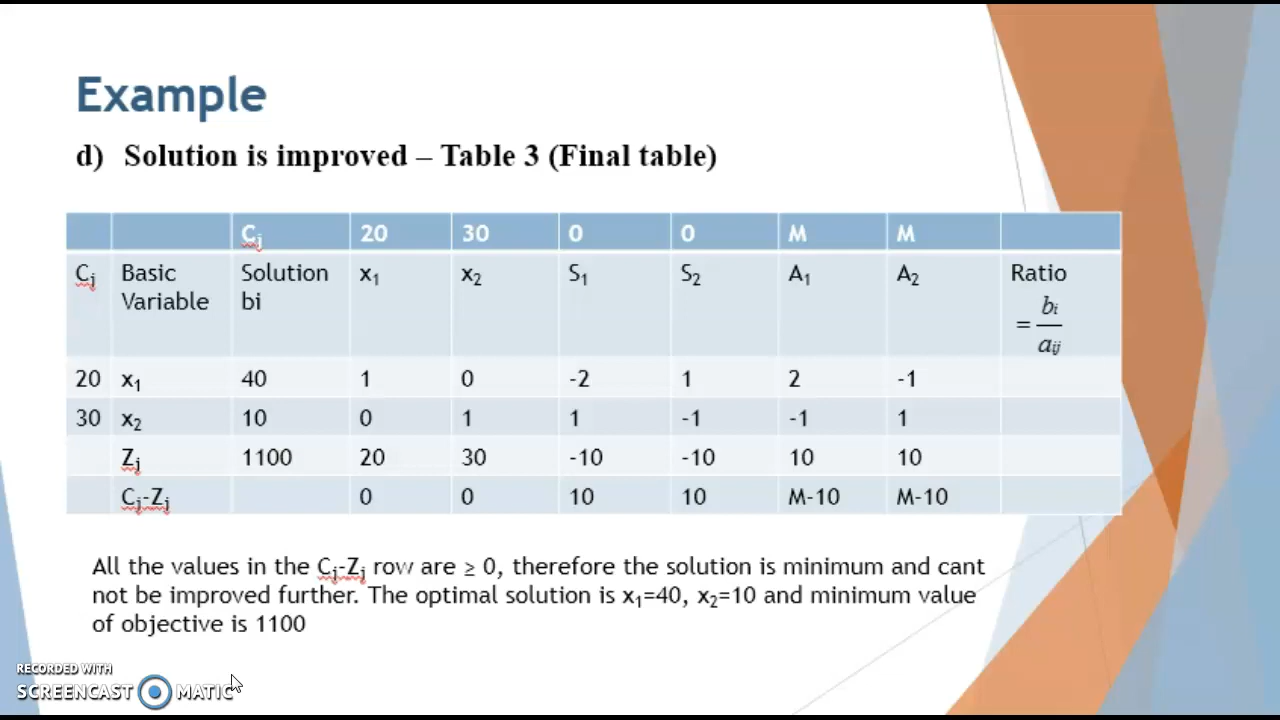 Example
d) Solution is improved – Table 3 (Final table)
Cj 20 30 0 0 M M
Cj Basic Variable Solution bi x1 x2 S1 S2 A1 A2 Ratio = bi/aij
20 x1 40 1 0 -2 1 2 -1
30 x2 10 0 1 1 -1 -1 1
Zj 1100 20 30 -10 -10 10 10
Cj-Zj 0 0 10 10 M-10 M-10
All the values in the Cj-Zj row are ≥ 0, therefore the solution is minimum and cant
not be improved further. The optimal solution is x1=40, x2=10 and minimum value
of objective is 1100
RECORDED WITH
SCREENCAST MATIC